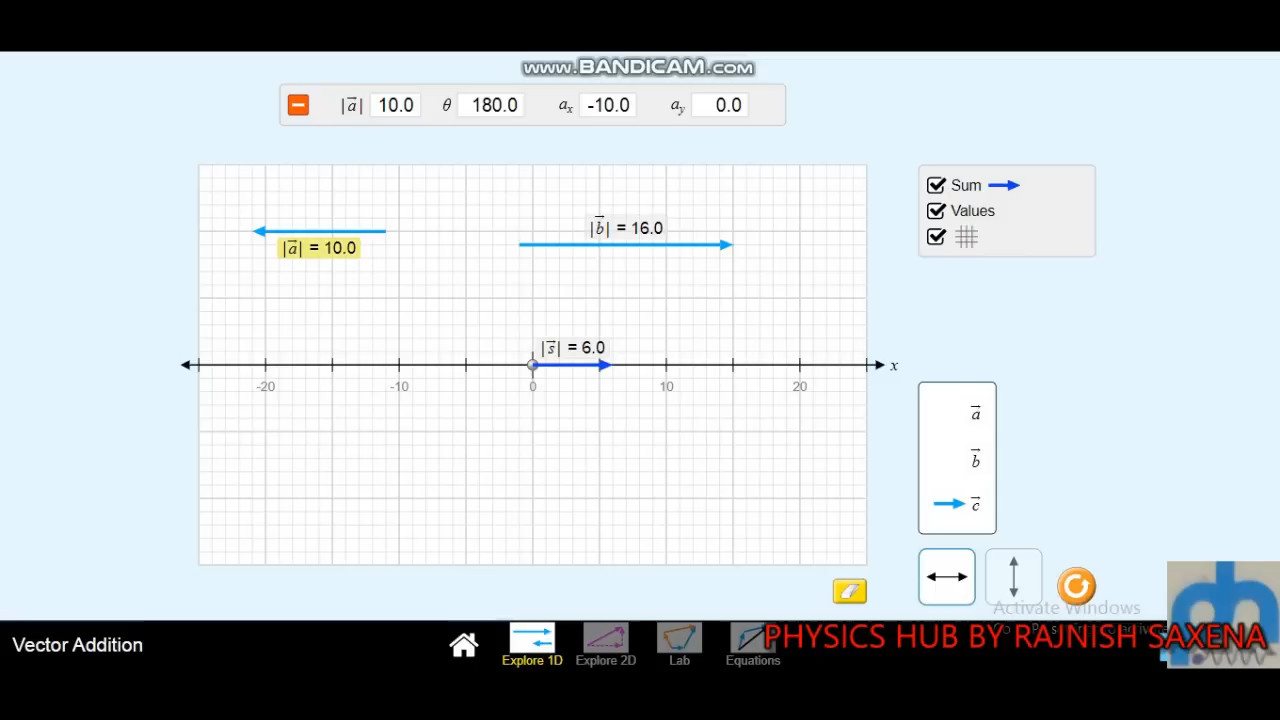 www.BANDICAM.com
|a⃗| 10.0 θ 180.0 aₓ -10.0 aᵧ 0.0
Sum
Values
|b⃗| = 16.0
|a⃗| = 10.0
|s⃗| = 6.0
x
-20 -10 0 10 20
a⃗
b⃗
c⃗
Activate Windows
Vector Addition
PHYSICS HUB BY RAJNISH SAXENA
Explore 1D Explore 2D Lab Equations